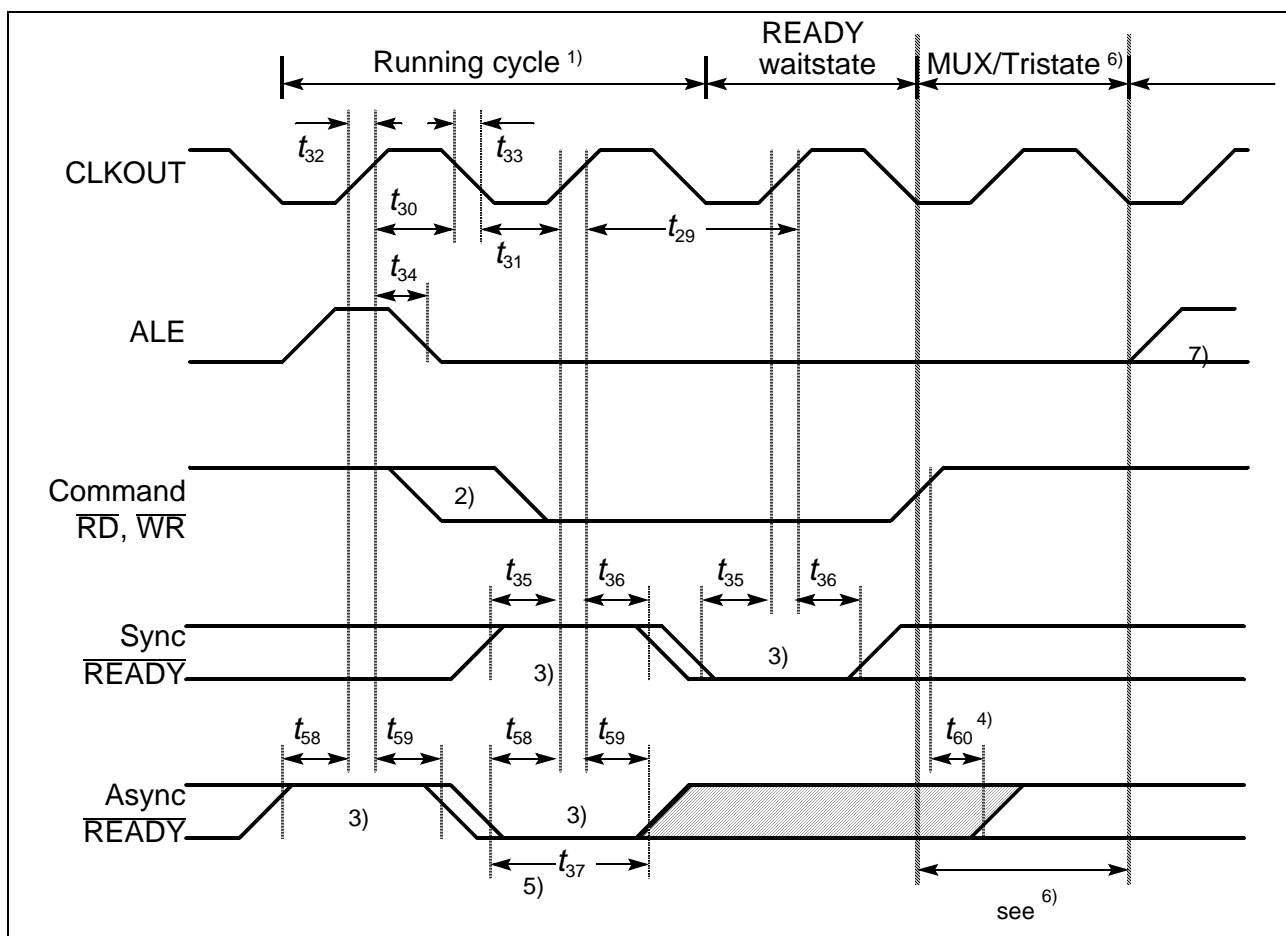 READY
Running cycle 1) waitstate MUX/Tristate 6)
t32 t33
CLKOUT
t30
t31 t29
t34
ALE
7)
Command 2)
RD, WR
t35 t36 t35 t36
Sync
READY 3) 3)
t58 t59 t58 t59 t60 4)
Async
READY 3) 3)
t37
5)
see 6)